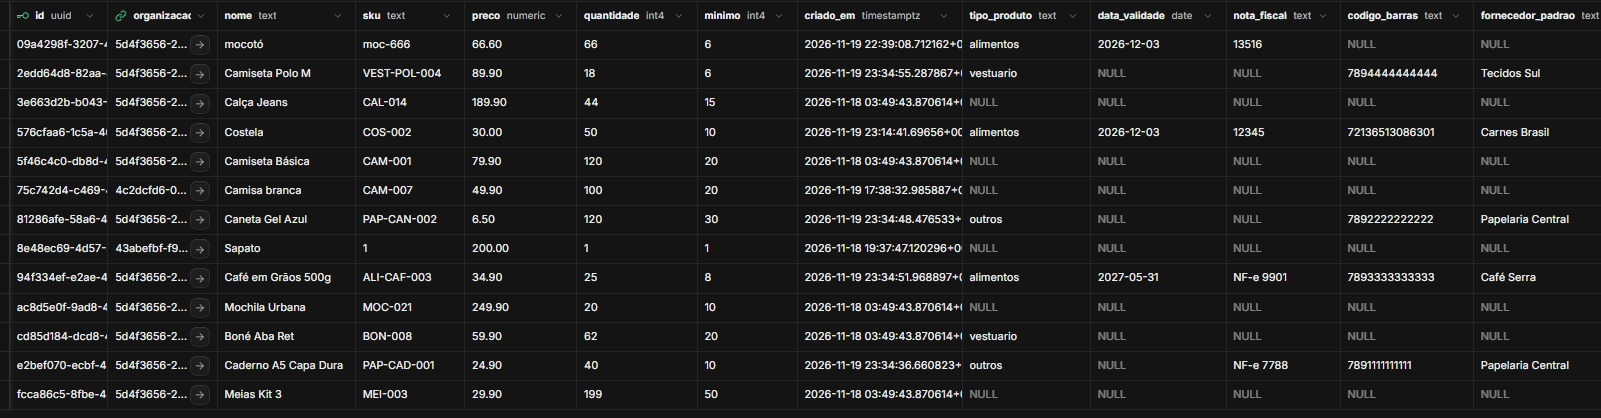 id uuid organizacac nome text sku text preco numeric quantidade int4 minimo int4 criado_em timestamptz tipo_produto text data_validade date nota_fiscal text codigo_barras text fornecedor_padrao text
09a4298f-3207-4 5d4f3656-2... mocotó moc-666 66.60 66 6 2026-11-19 22:39:08.712162+0 alimentos 2026-12-03 13516 NULL NULL
2edd64d8-82aa- 5d4f3656-2... Camiseta Polo M VEST-POL-004 89.90 18 6 2026-11-19 23:34:55.287867+ vestuario NULL NULL 7894444444444 Tecidos Sul
3e663d2b-b043- 5d4f3656-2... Calça Jeans CAL-014 189.90 44 15 2026-11-18 03:49:43.870614+ NULL NULL NULL NULL NULL
576cfaa6-1c5a-4 5d4f3656-2... Costela COS-002 30.00 50 10 2026-11-19 23:14:41.69656+00 alimentos 2026-12-03 12345 72136513086301 Carnes Brasil
5f46c4c0-db8d-4 5d4f3656-2... Camiseta Básica CAM-001 79.90 120 20 2026-11-18 03:49:43.870614+ NULL NULL NULL NULL NULL
75c742d4-c469- 4c2dcfd6-0... Camisa branca CAM-007 49.90 100 20 2026-11-19 17:38:32.985887+0 NULL NULL NULL NULL NULL
81286afe-58a6-4 5d4f3656-2... Caneta Gel Azul PAP-CAN-002 6.50 120 30 2026-11-19 23:34:48.476533+ outros NULL NULL 7892222222222 Papelaria Central
8e48ec69-4d57- 43abefbf-f9... Sapato 1 200.00 1 1 2026-11-18 19:37:47.120296+0 NULL NULL NULL NULL NULL
94f334ef-e2ae-4 5d4f3656-2... Café em Grãos 500g ALI-CAF-003 34.90 25 8 2026-11-19 23:34:51.968897+ alimentos 2027-05-31 NF-e 9901 7893333333333 Café Serra
ac8d5e0f-9ad8-4 5d4f3656-2... Mochila Urbana MOC-021 249.90 20 10 2026-11-18 03:49:43.870614+ NULL NULL NULL NULL NULL
cd85d184-dcd8- 5d4f3656-2... Boné Aba Ret BON-008 59.90 62 20 2026-11-18 03:49:43.870614+ vestuario NULL NULL NULL NULL
e2bef070-ecbf-4 5d4f3656-2... Caderno A5 Capa Dura PAP-CAD-001 24.90 40 10 2026-11-19 23:34:36.660823+ outros NULL NF-e 7788 7891111111111 Papelaria Central
fcca86c5-8fbe-4 5d4f3656-2... Meias Kit 3 MEI-003 29.90 199 50 2026-11-18 03:49:43.870614+ NULL NULL NULL NULL NULL